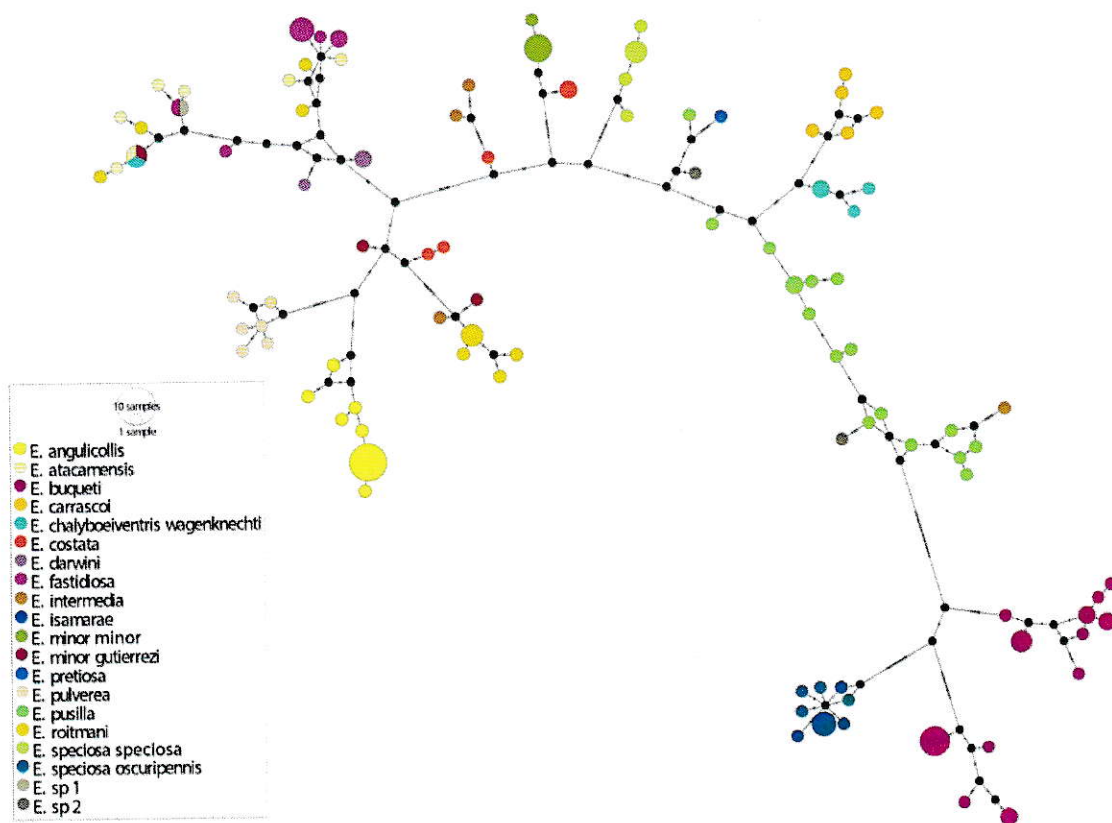 10 samples
1 sample
E. angulicollis
E. atacamensis
E. buqueti
E. carrascoi
E. chalyboeiventris wagenknechti
E. costata
E. darwini
E. fastidiosa
E. intermedia
E. isamarae
E. minor minor
E. minor gutierrezi
E. pretiosa
E. pulverea
E. pusilla
E. roitmani
E. speciosa speciosa
E. speciosa oscuripennis
E. sp 1
E. sp 2